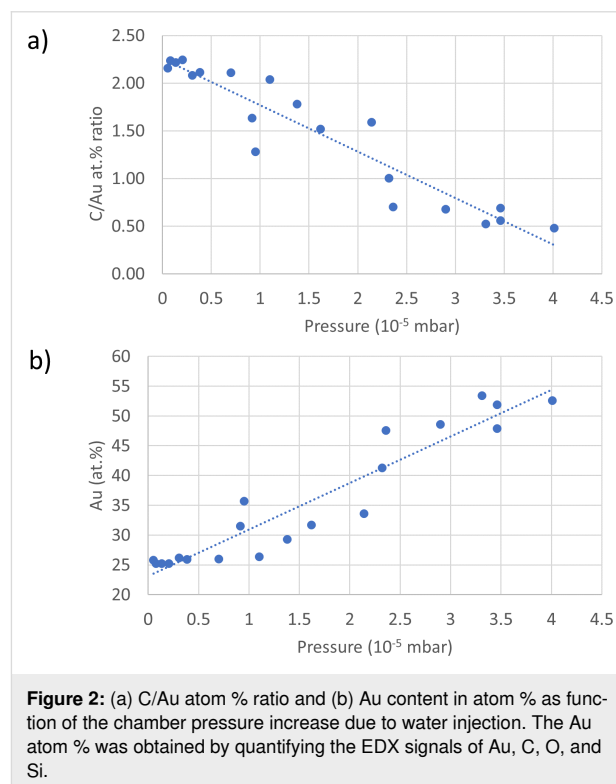 a)
2.50
2.00
1.50
1.00
0.50
0.00
C/Au at.% ratio
0 0.5 1 1.5 2 2.5 3 3.5 4 4.5
Pressure (10⁻⁵ mbar)
b)
60
55
50
45
40
35
30
25
20
Au (at.%)
0 0.5 1 1.5 2 2.5 3 3.5 4 4.5
Pressure (10⁻⁵ mbar)
Figure 2: (a) C/Au atom % ratio and (b) Au content in atom % as func-
tion of the chamber pressure increase due to water injection. The Au
atom % was obtained by quantifying the EDX signals of Au, C, O, and
Si.